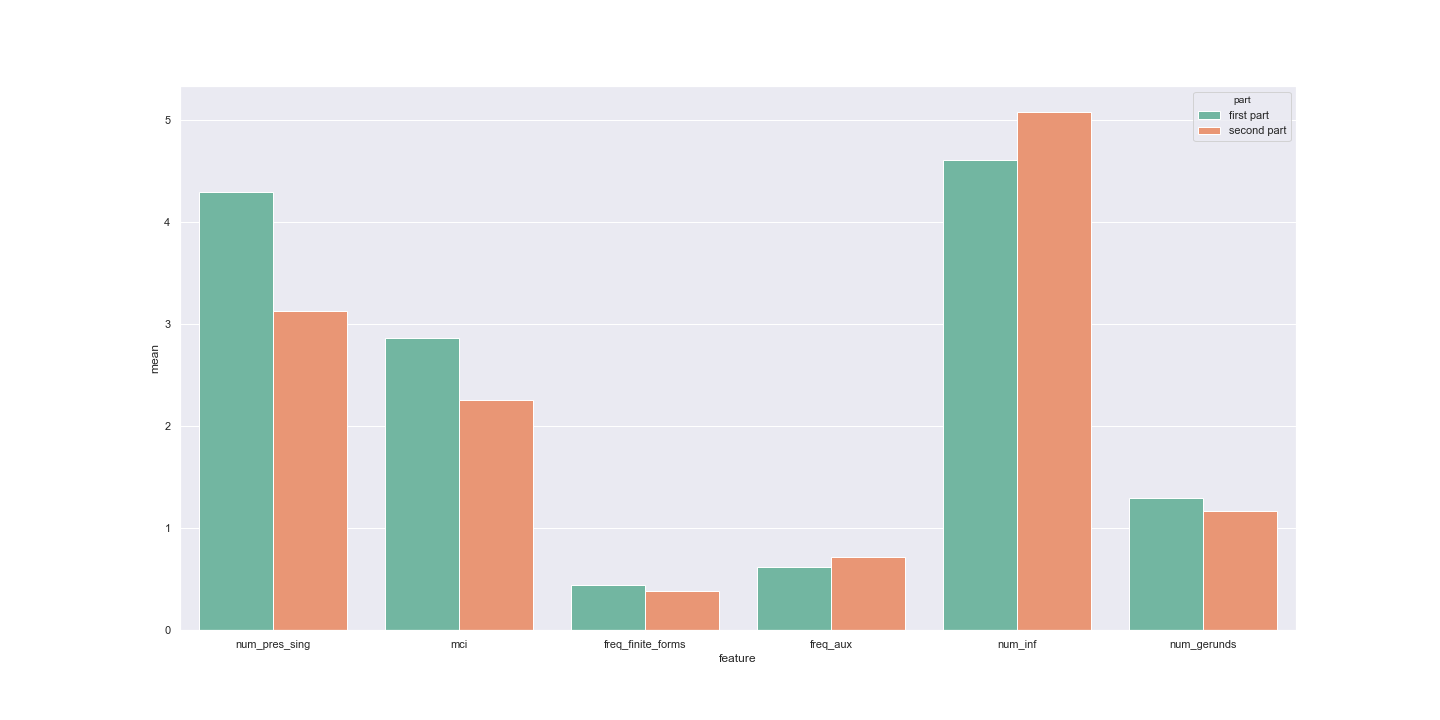 part
first part
second part
5
4
3
2
1
0
mean
num_pres_sing mci freq_finite_forms freq_aux num_inf num_gerunds
feature